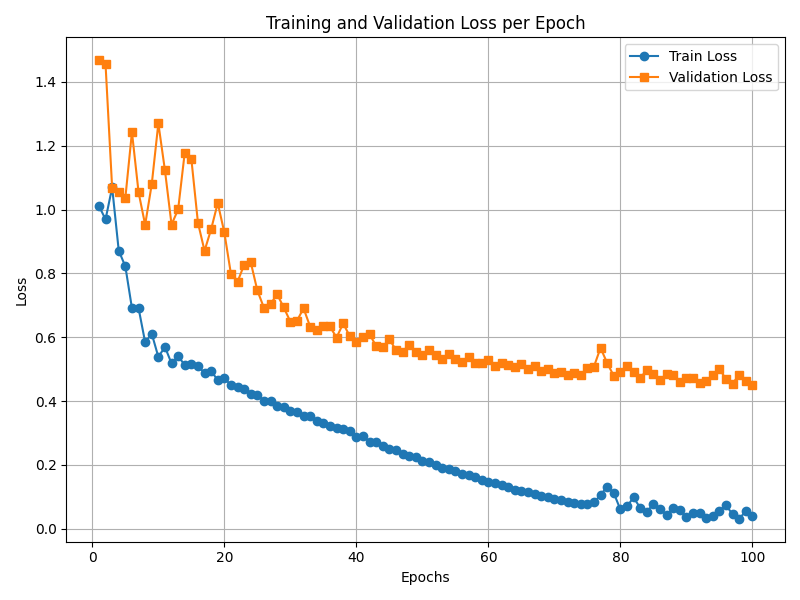 Training and Validation Loss per Epoch
Train Loss
Validation Loss
1.4
1.2
1.0
0.8
0.6
0.4
0.2
0.0
Loss
0 20 40 60 80 100
Epochs